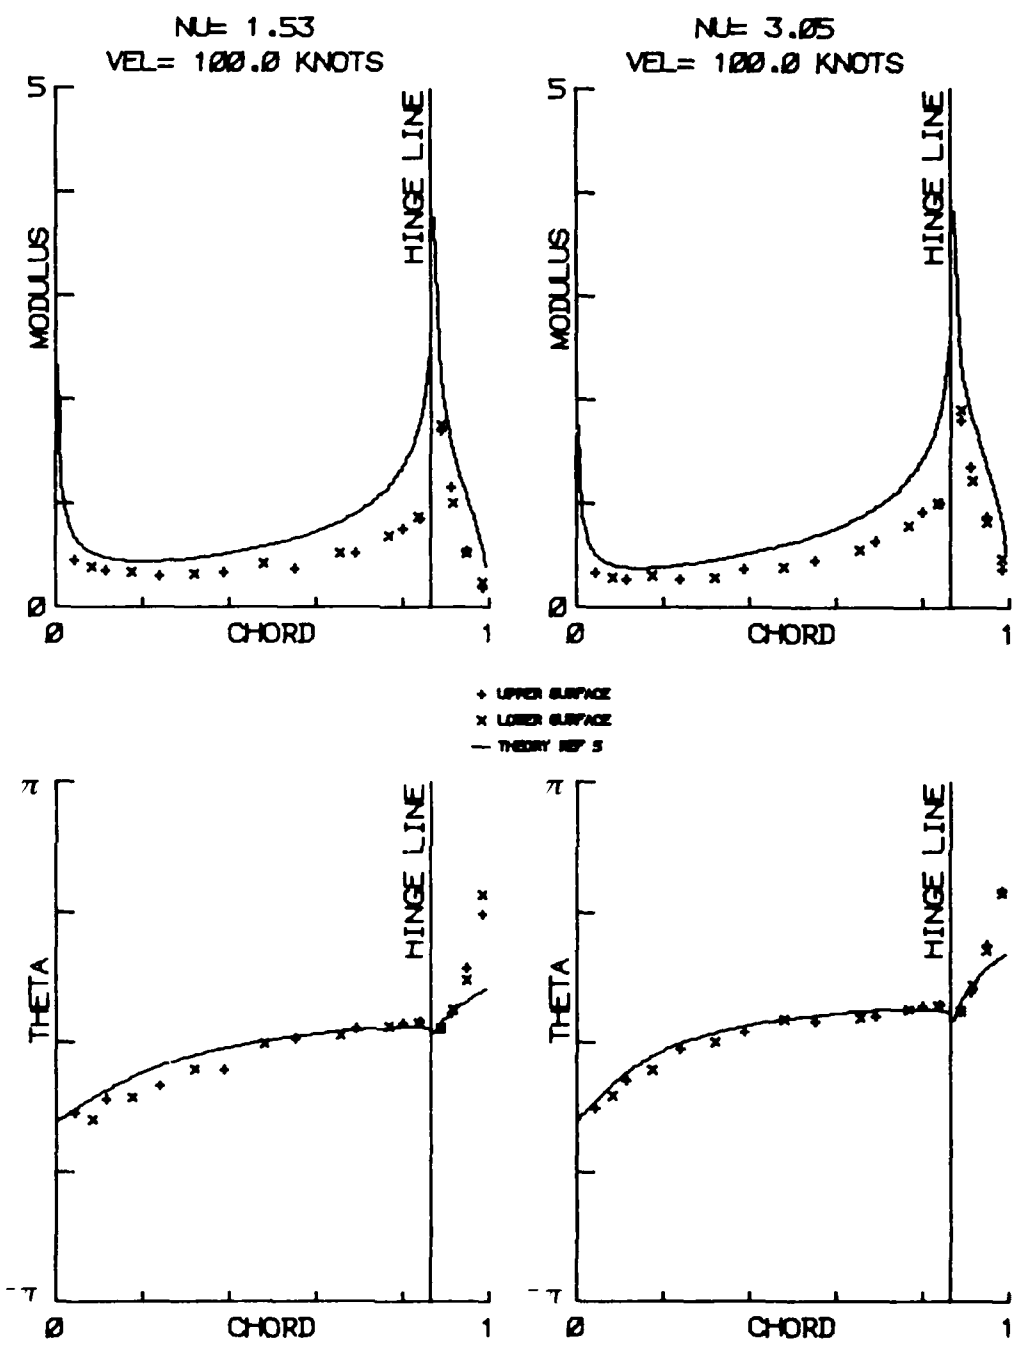 NU= 1.53
VEL= 100.0 KNOTS
NU= 3.05
VEL= 100.0 KNOTS
5
MODULUS
HINGE LINE
0
0
CHORD
1
5
MODULUS
HINGE LINE
0
0
CHORD
1
+ UPPER SURFACE
× LOWER SURFACE
— THEORY REF 5
π
THETA
HINGE LINE
-π
0
CHORD
1
π
THETA
HINGE LINE
-π
0
CHORD
1